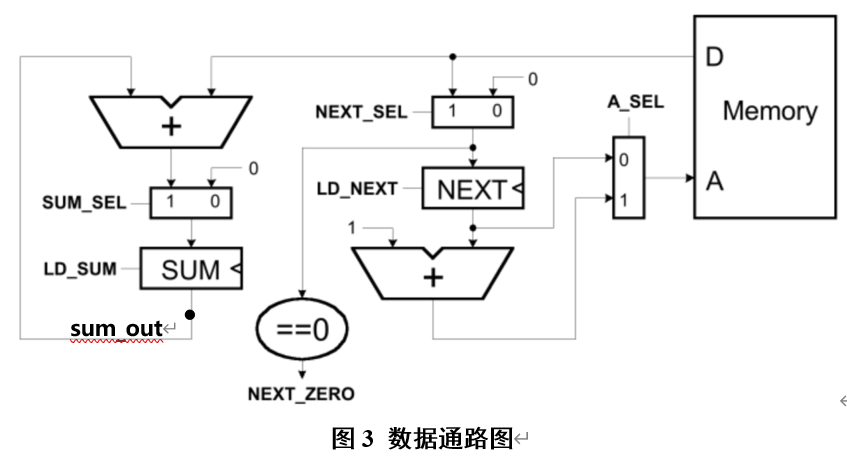 D
0
NEXT_SEL
1 0
A_SEL
Memory
+
0
0
SUM_SEL
1 0
LD_NEXT
NEXT
A
1
1
LD_SUM
SUM
+
sum_out↵
==0
NEXT_ZERO
图 3 数据通路图↵